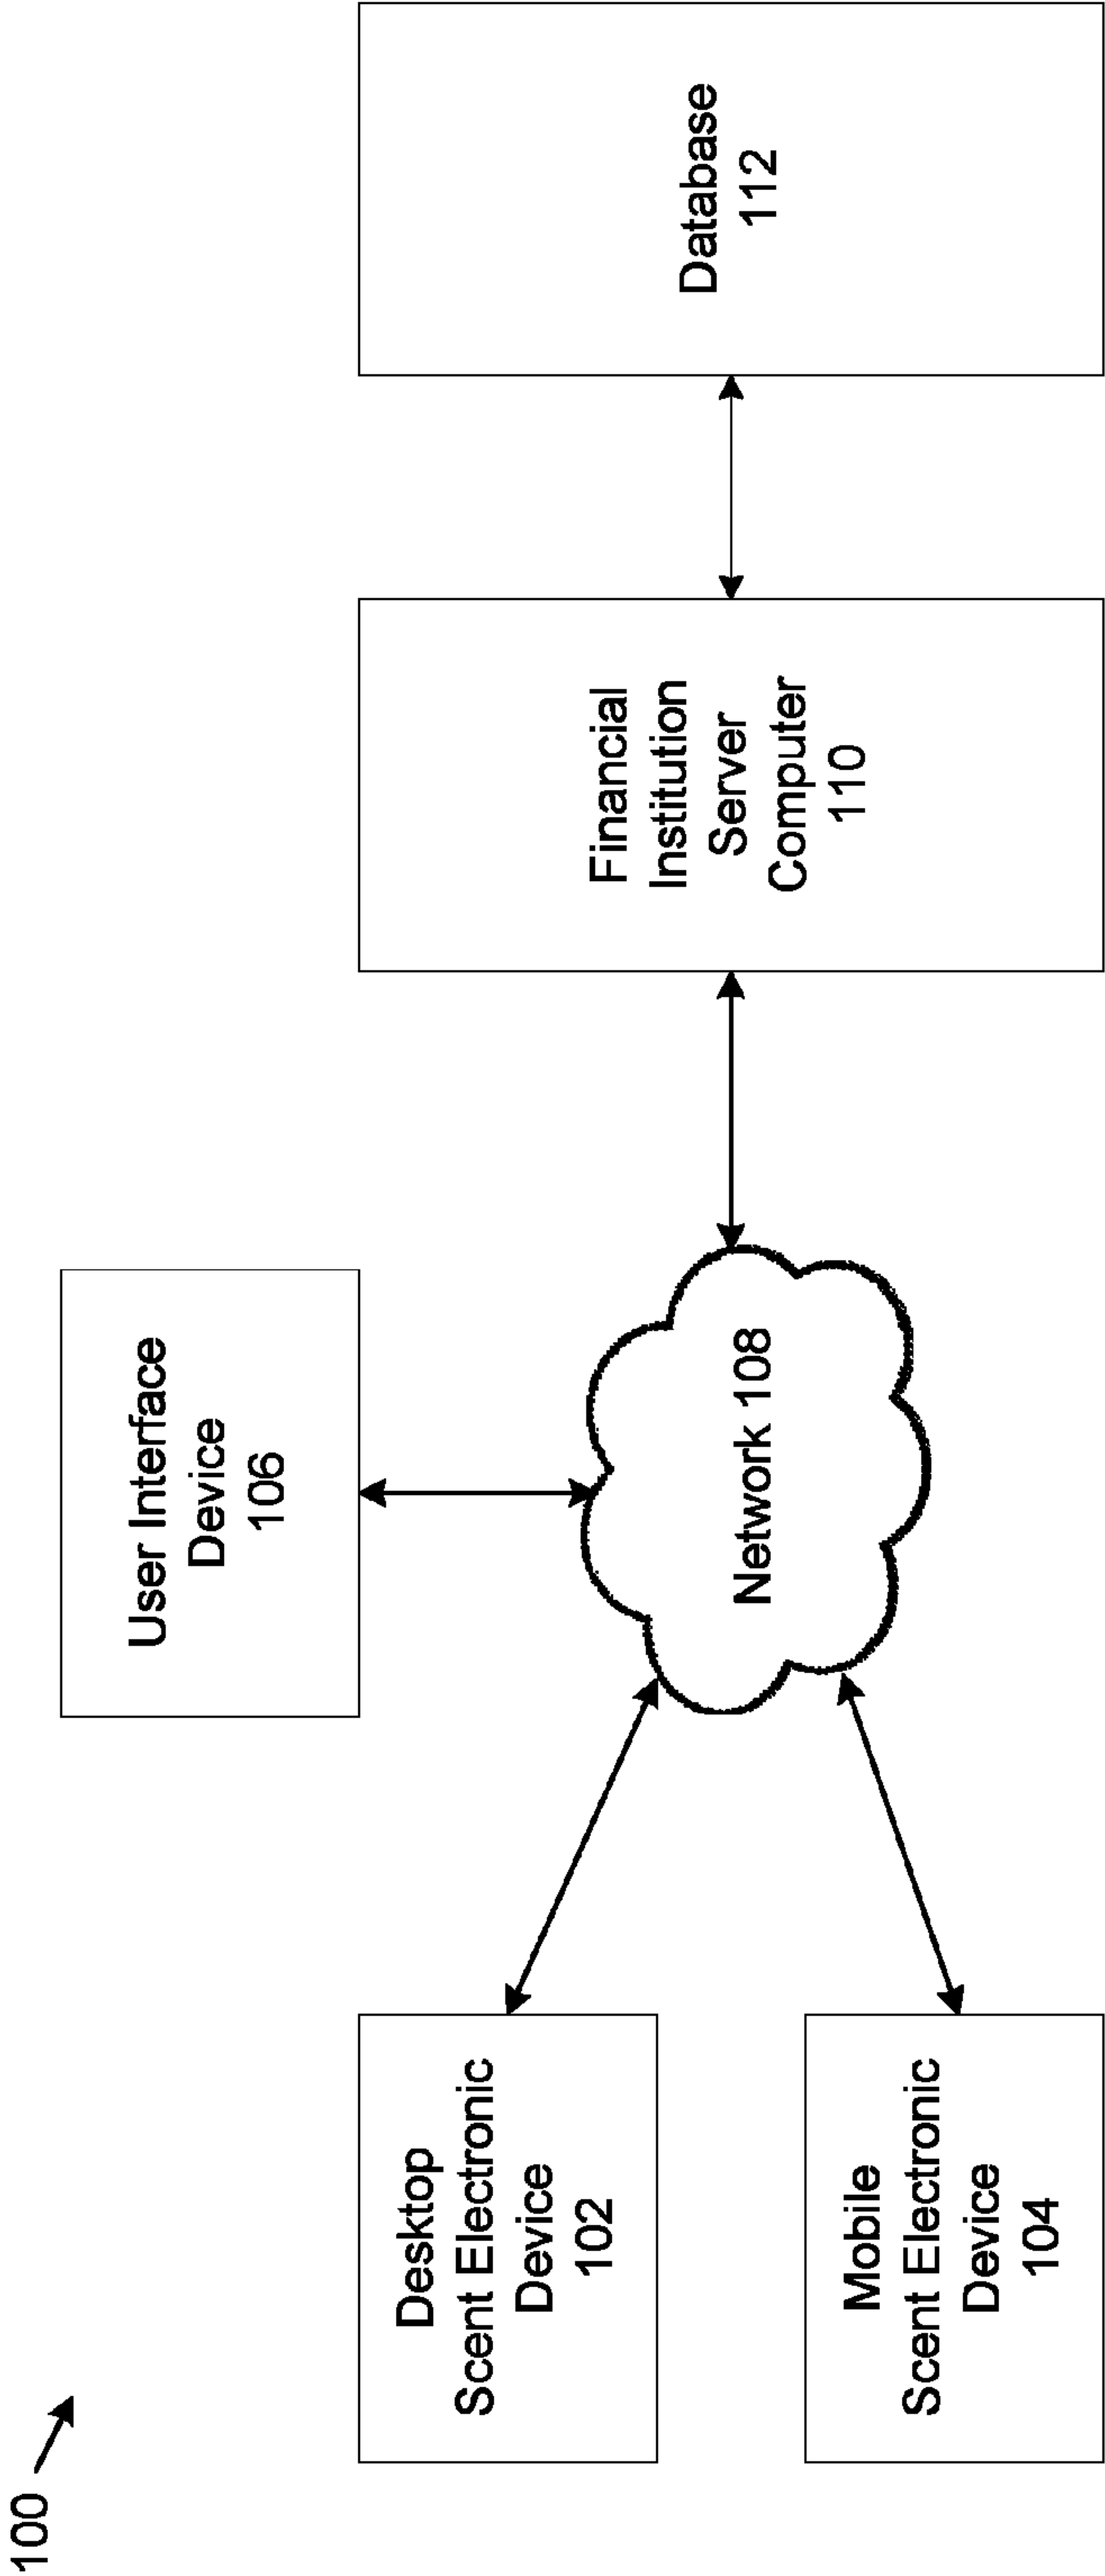 100
User Interface
Device
106
Desktop
Scent Electronic
Device
102
Mobile
Scent Electronic
Device
104
Network 108
Financial
Institution
Server
Computer
110
Database
112